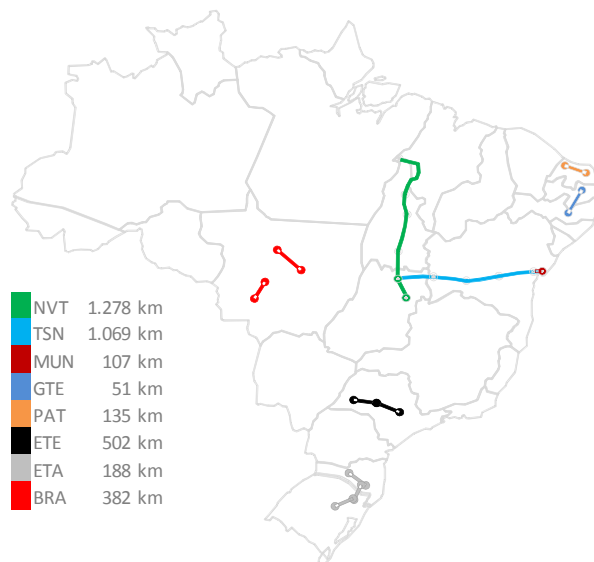 NVT 1.278 km
TSN 1.069 km
MUN 107 km
GTE 51 km
PAT 135 km
ETE 502 km
ETA 188 km
BRA 382 km